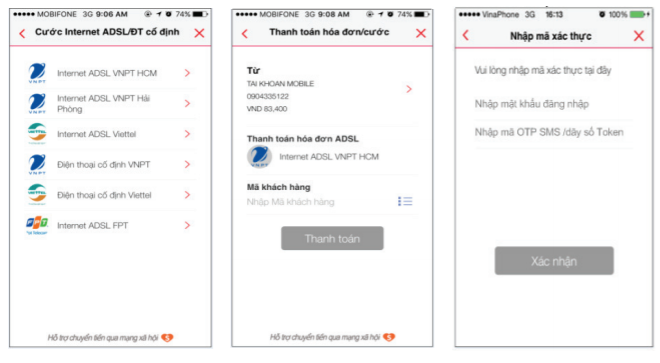 MOBIFONE 3G 9:06 AM 74%
Cước Internet ADSL/ĐT cố định
VNPT
Internet ADSL VNPT HCM
VNPT
Internet ADSL VNPT Hải
Phòng
Internet ADSL Viettel
VNPT
Điện thoại cố định VNPT
Điện thoại cố định Viettel
FPT
Internet ADSL FPT
Hỗ trợ chuyển tiền qua mạng xã hội
MOBIFONE 3G 9:08 AM 74%
Thanh toán hóa đơn/cước
Từ
TAI KHOAN MOBILE
0904335122
VND 83,400
Thanh toán hóa đơn ADSL
VNPT
Internet ADSL VNPT HCM
Mã khách hàng
Nhập Mã khách hàng
Thanh toán
Hỗ trợ chuyển tiền qua mạng xã hội
VinaPhone 3G 16:13 100%
Nhập mã xác thực
Vui lòng nhập mã xác thực tại đây
Nhập mật khẩu đăng nhập
Nhập mã OTP SMS /dãy số Token
Xác nhận